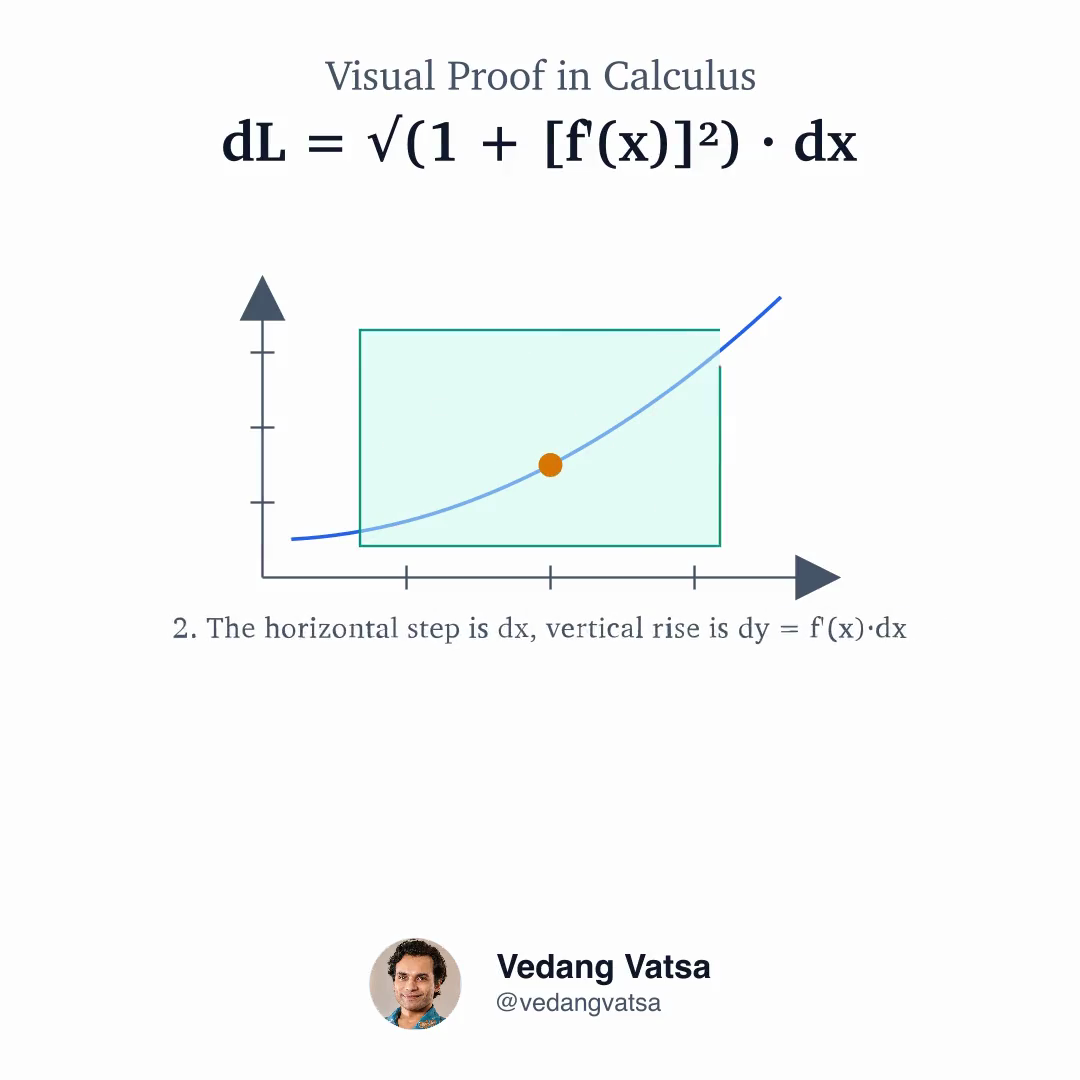 Visual Proof in Calculus
dL = √(1 + [f'(x)]²) · dx
2. The horizontal step is dx, vertical rise is dy = f'(x)·dx
Vedang Vatsa
@vedangvatsa